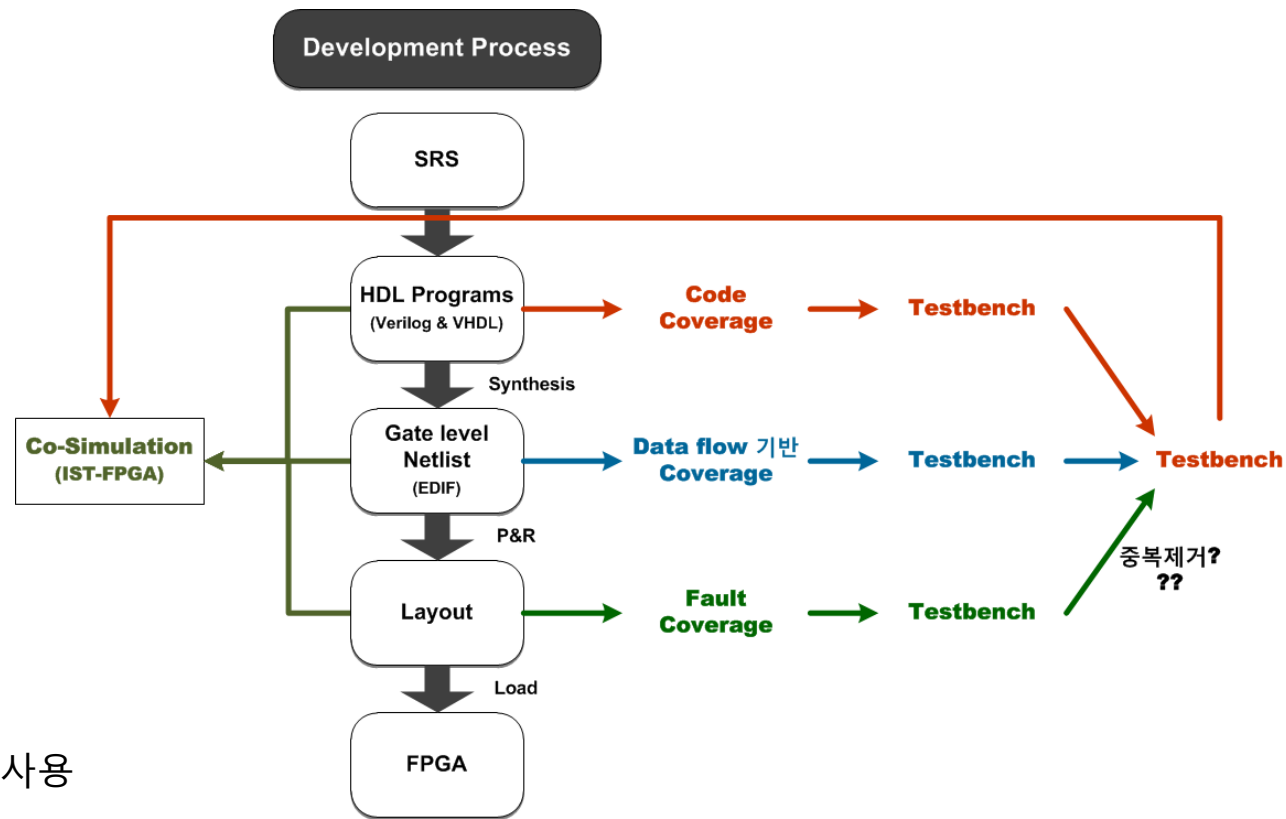 Development Process
SRS
HDL Programs
(Verilog & VHDL)
Code
Coverage
Testbench
Synthesis
Co-Simulation
(IST-FPGA)
Gate level
Netlist
(EDIF)
Data flow 기반
Coverage
Testbench
Testbench
P&R
중복제거?
??
Layout
Fault
Coverage
Testbench
Load
FPGA
사용